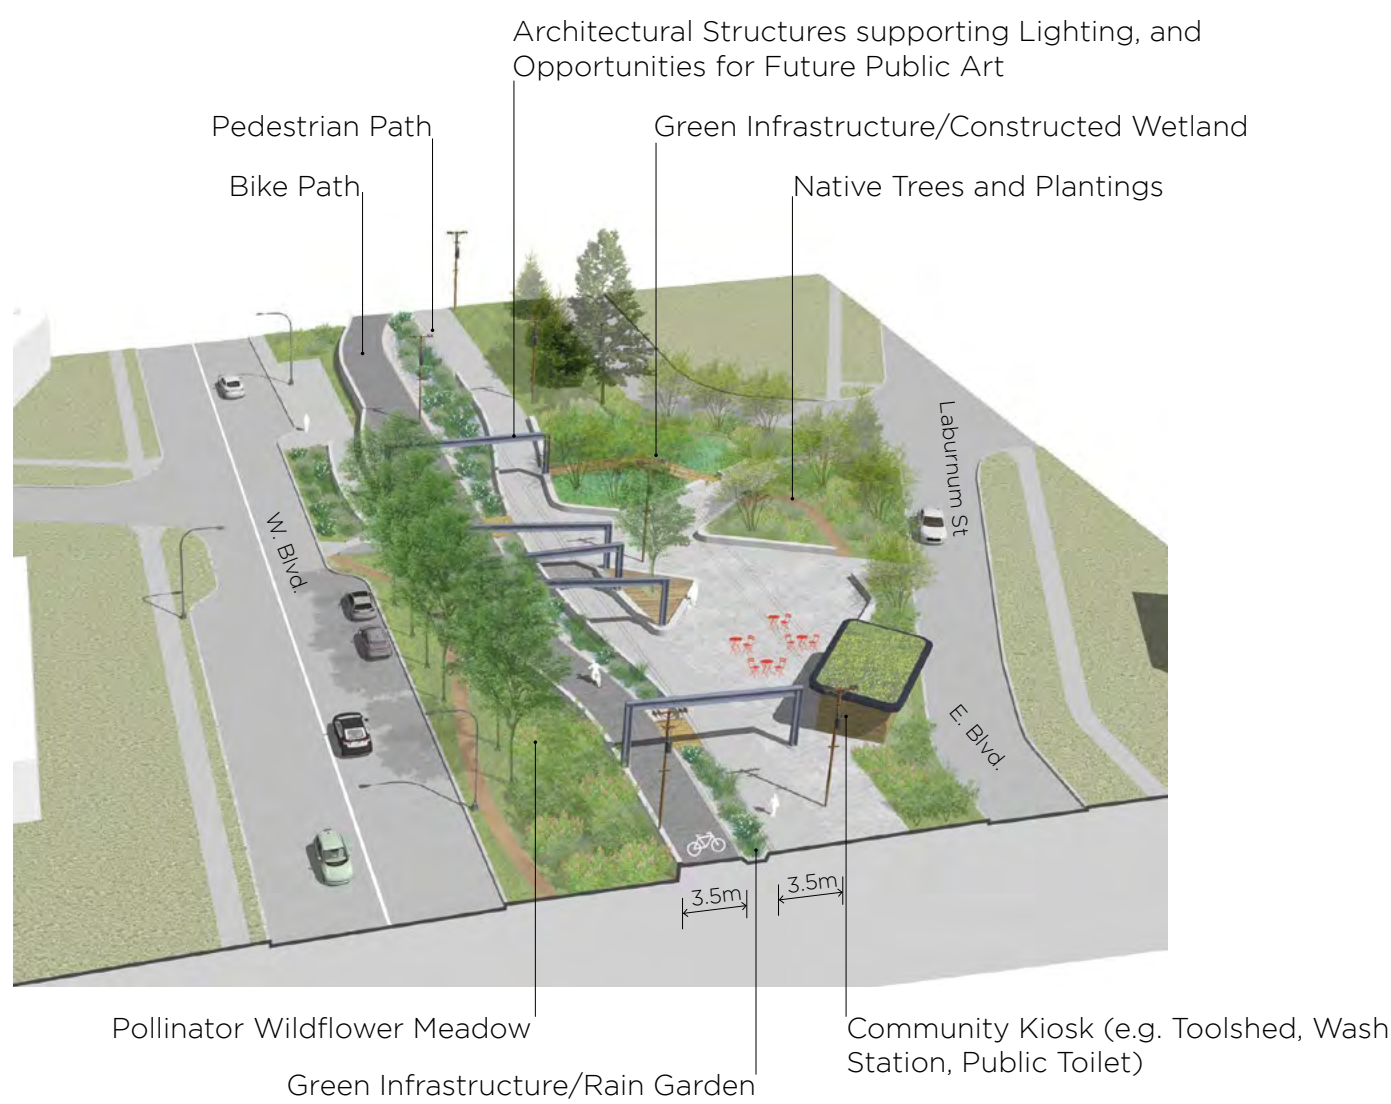 Architectural Structures supporting Lighting, and
Opportunities for Future Public Art
Pedestrian Path
Green Infrastructure/Constructed Wetland
Bike Path
Native Trees and Plantings
Laburnum St
W. Blvd.
E. Blvd.
3.5m
3.5m
Pollinator Wildflower Meadow
Community Kiosk (e.g. Toolshed, Wash
Station, Public Toilet)
Green Infrastructure/Rain Garden